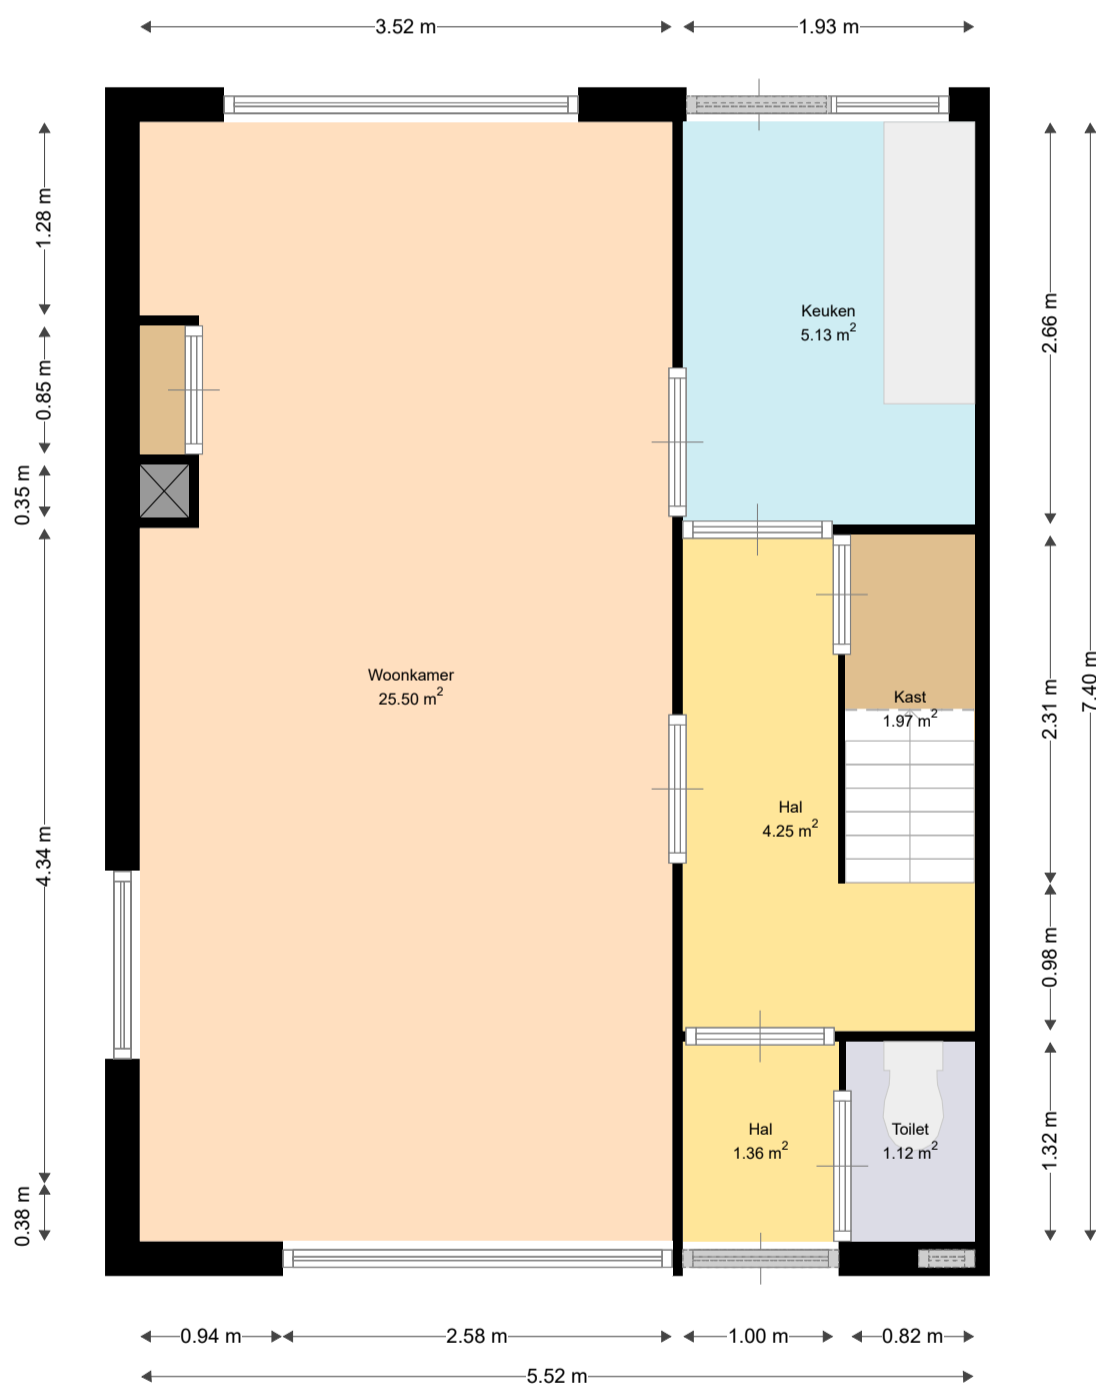 3.52 m
1.93 m
1.28 m
0.85 m
0.35 m
4.34 m
0.38 m
2.66 m
2.31 m
0.98 m
1.32 m
7.40 m
Keuken
5.13 m²
Woonkamer
25.50 m²
Kast
1.97 m²
Hal
4.25 m²
Hal
1.36 m²
Toilet
1.12 m²
0.94 m
2.58 m
1.00 m
0.82 m
5.52 m